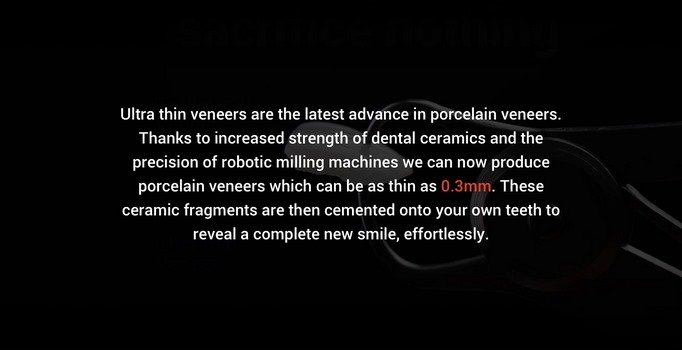 sacrifice nothing
Ultra thin veneers are the latest advance in porcelain veneers.
Thanks to increased strength of dental ceramics and the
precision of robotic milling machines we can now produce
porcelain veneers which can be as thin as 0.3mm. These
ceramic fragments are then cemented onto your own teeth to
reveal a complete new smile, effortlessly.